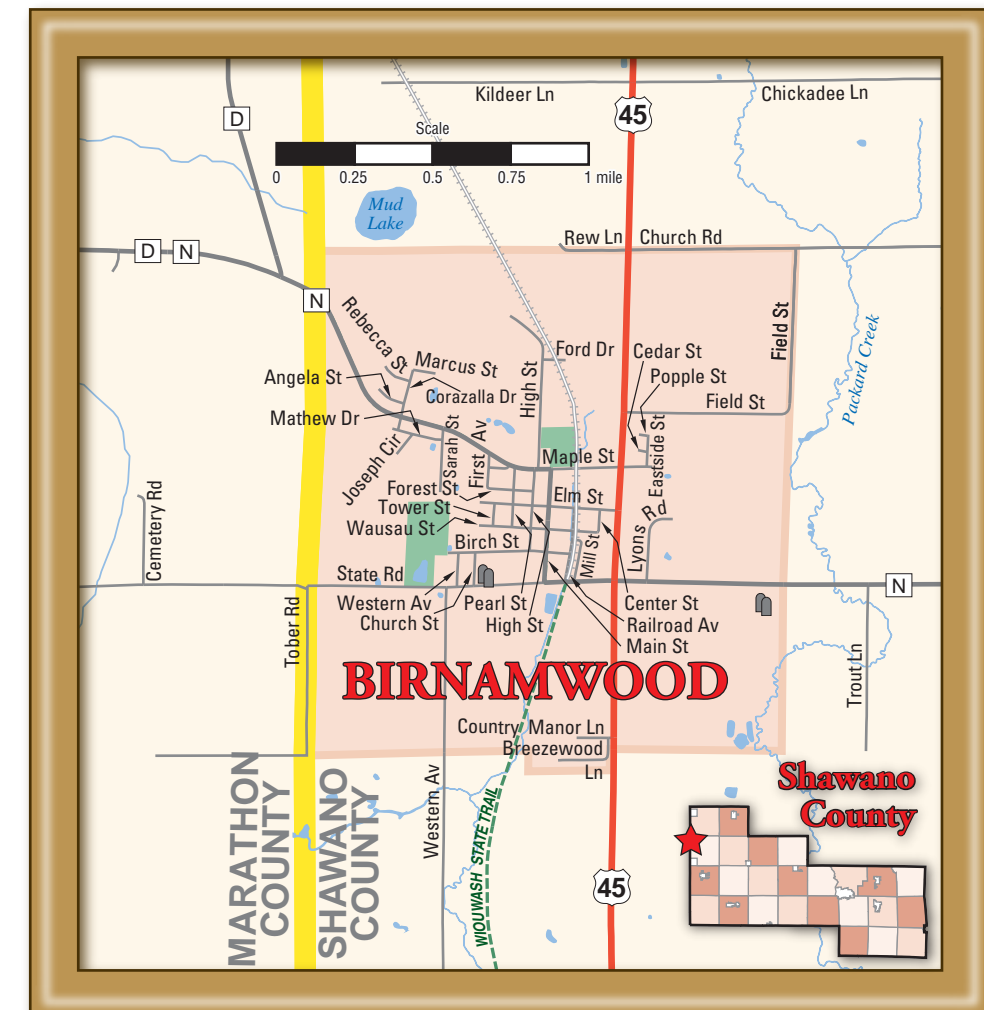 Kildeer Ln
Chickadee Ln
45
D
Scale
0 0.25 0.5 0.75 1 mile
Mud
Lake
Rew Ln
Church Rd
D
N
N
Rebecca St
Marcus St
Ford Dr
Cedar St
Popple St
Field St
Field St
Packard Creek
Angela St
Corazalla Dr
High St
Mathew Dr
Joseph Cir
Sarah St
First Av
Maple St
Eastside St
Forest St
Elm St
Tower St
Wausau St
Lyons Rd
Cemetery Rd
Birch St
Mill St
State Rd
N
Western Av
Pearl St
Center St
Church St
High St
Railroad Av
Main St
Tober Rd
Trout Ln
BIRNAMWOOD
Country Manor Ln
Breezewood
Ln
Western Av
WIOUWASH STATE TRAIL
MARATHON
COUNTY
SHAWANO
COUNTY
45
Shawano
County